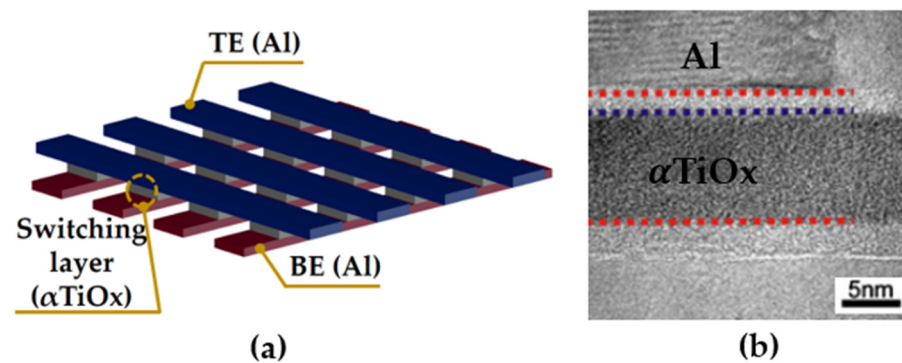 TE (Al)
Switching
layer
(αTiOx)
BE (Al)
(a)
Al
αTiOx
5nm
(b)